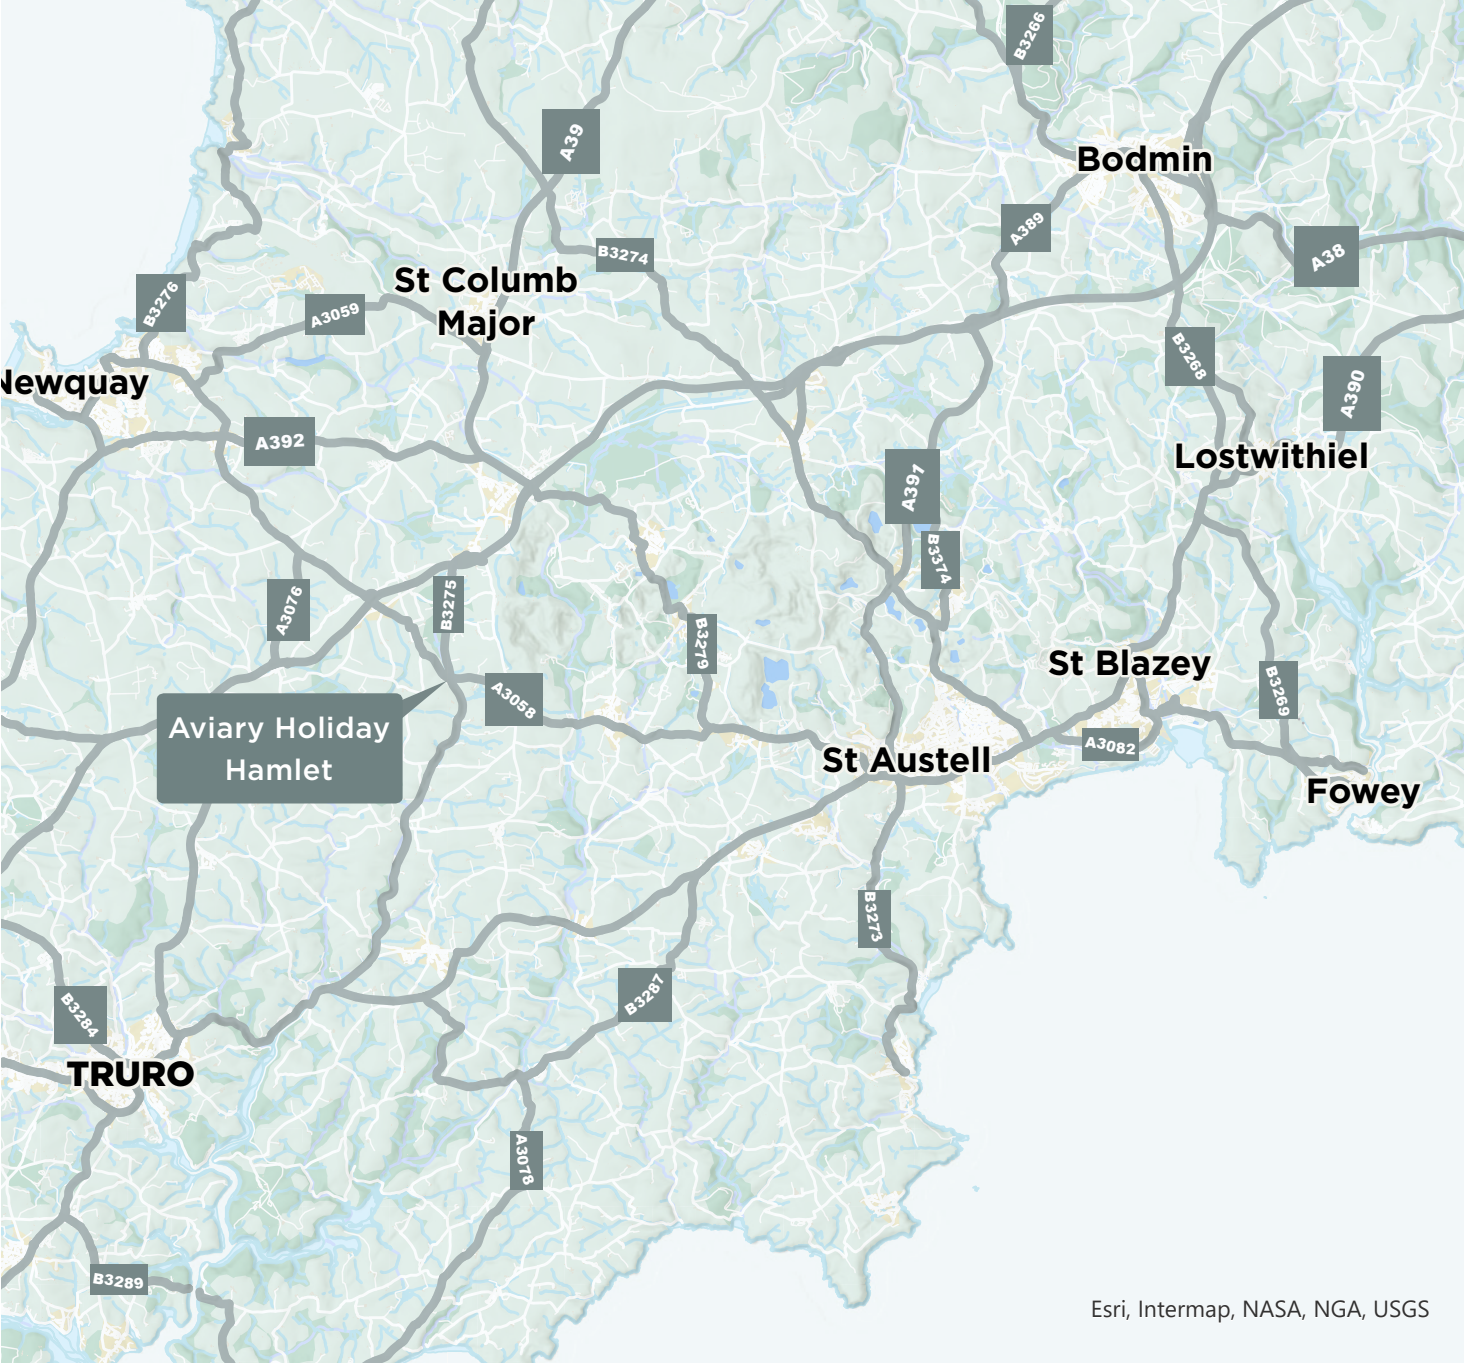 B3266
A39
Bodmin
A389
A38
B3274
St Columb
Major
B3276
A3059
B3268
Newquay
A390
A392
Lostwithiel
A391
B3374
A3076
B3275
B3279
St Blazey
B3269
A3058
Aviary Holiday
Hamlet
A3082
St Austell
Fowey
B3273
B3287
B3284
TRURO
A3078
B3289
Esri, Intermap, NASA, NGA, USGS